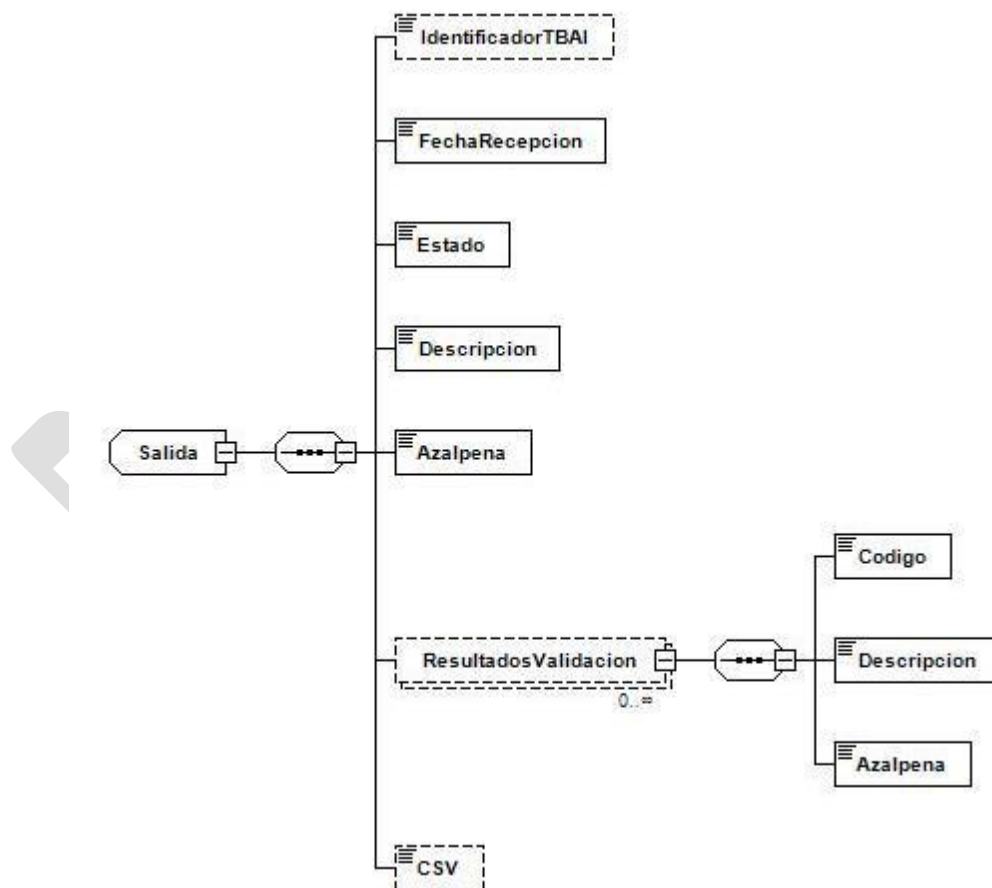 IdentificadorTBAI
FechaRecepcion
Estado
Descripcion
Salida
Azalpena
ResultadosValidacion
0..∞
Codigo
Descripcion
Azalpena
CSV